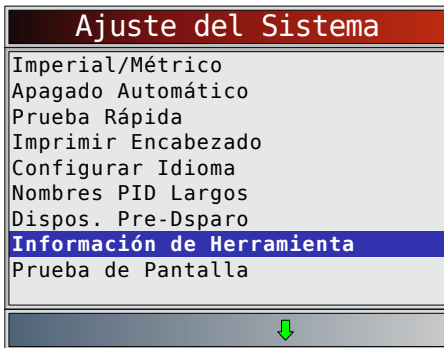 Ajuste del Sistema
Imperial/Métrico
Apagado Automático
Prueba Rápida
Imprimir Encabezado
Configurar Idioma
Nombres PID Largos
Dispos. Pre-Dsparo
Información de Herramienta
Prueba de Pantalla